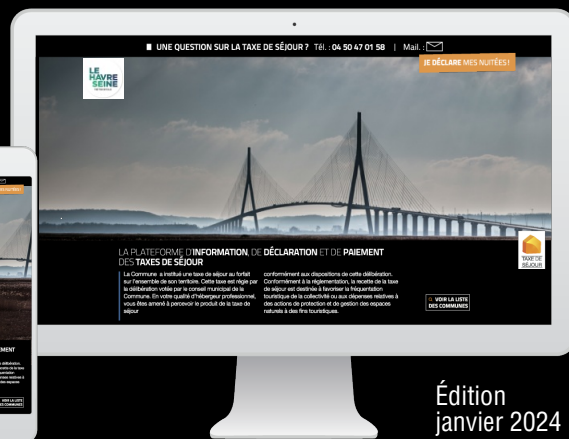 UNE QUESTION SUR LA TAXE DE SÉJOUR ? Tél. : 04 50 47 01 58 | Mail. :
JE DÉCLARE MES NUITÉES !
LE
HAVRE
SEINE
LA PLATEFORME D'INFORMATION, DE DÉCLARATION ET DE PAIEMENT
DES TAXES DE SÉJOUR
La Commune a institué une taxe de séjour au forfait
sur l'ensemble de son territoire. Cette taxe est régie par
la délibération votée par le conseil municipal de la
Commune. En votre qualité d'hébergeur professionnel,
vous êtes amené à percevoir le produit de la taxe de
séjour
conformément aux dispositions de cette délibération.
Conformément à la réglementation, la recette de la taxe
de séjour est destinée à favoriser la fréquentation
touristique de la collectivité ou aux dépenses relatives à
des actions de protection et de gestion des espaces
naturels à des fins touristiques.
TAXE DE
SÉJOUR
VOIR LA LISTE
DES COMMUNES
EMENT
VOIR LA LISTE
DES COMMUNES
Édition
janvier 2024